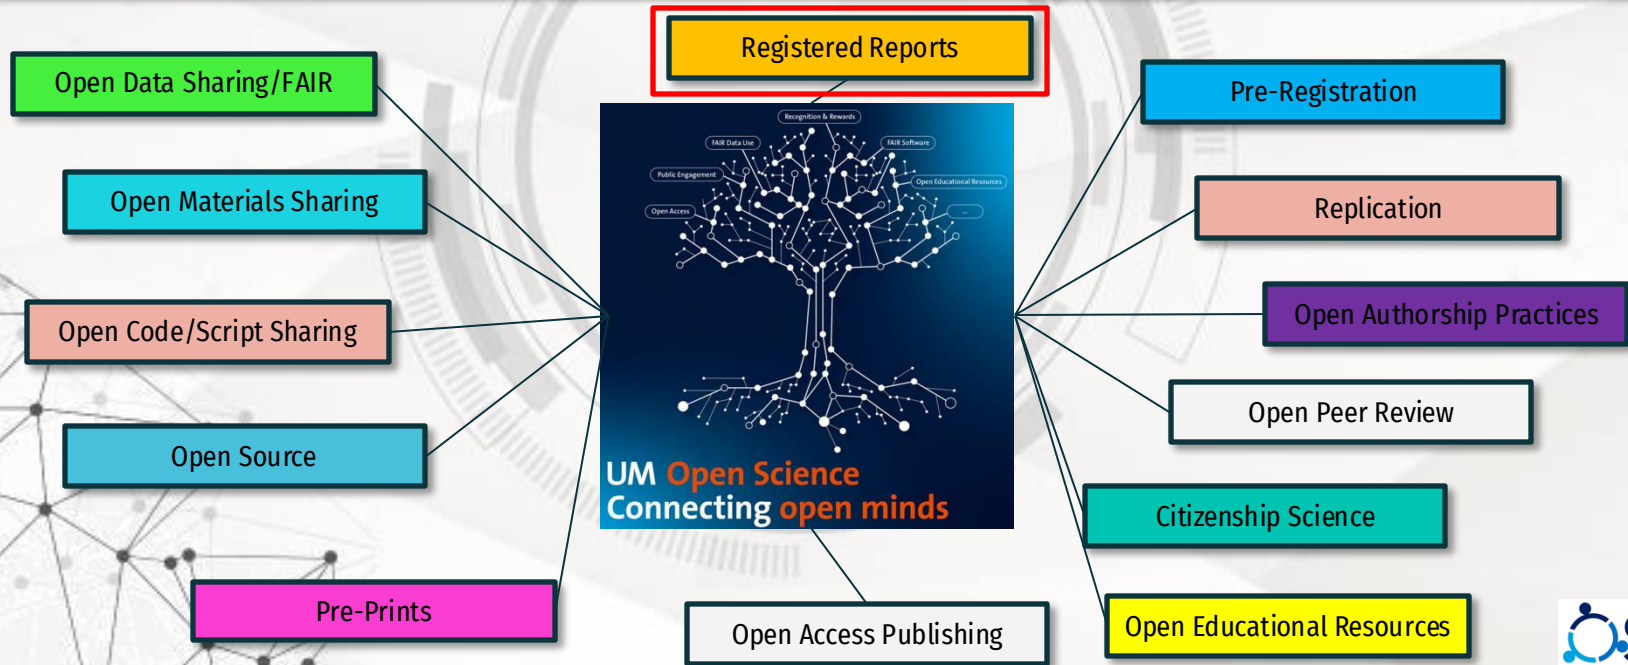 Registered Reports
Open Data Sharing/FAIR
Pre-Registration
Open Materials Sharing
Replication
Open Code/Script Sharing
Open Authorship Practices
Open Source
Open Peer Review
Pre-Prints
Citizenship Science
Open Access Publishing
Open Educational Resources
Recognition & Rewards
FAIR Data Use
FAIR Software
Public Engagement
Open Educational Resources
Open Access
...
UM Open Science
Connecting open minds